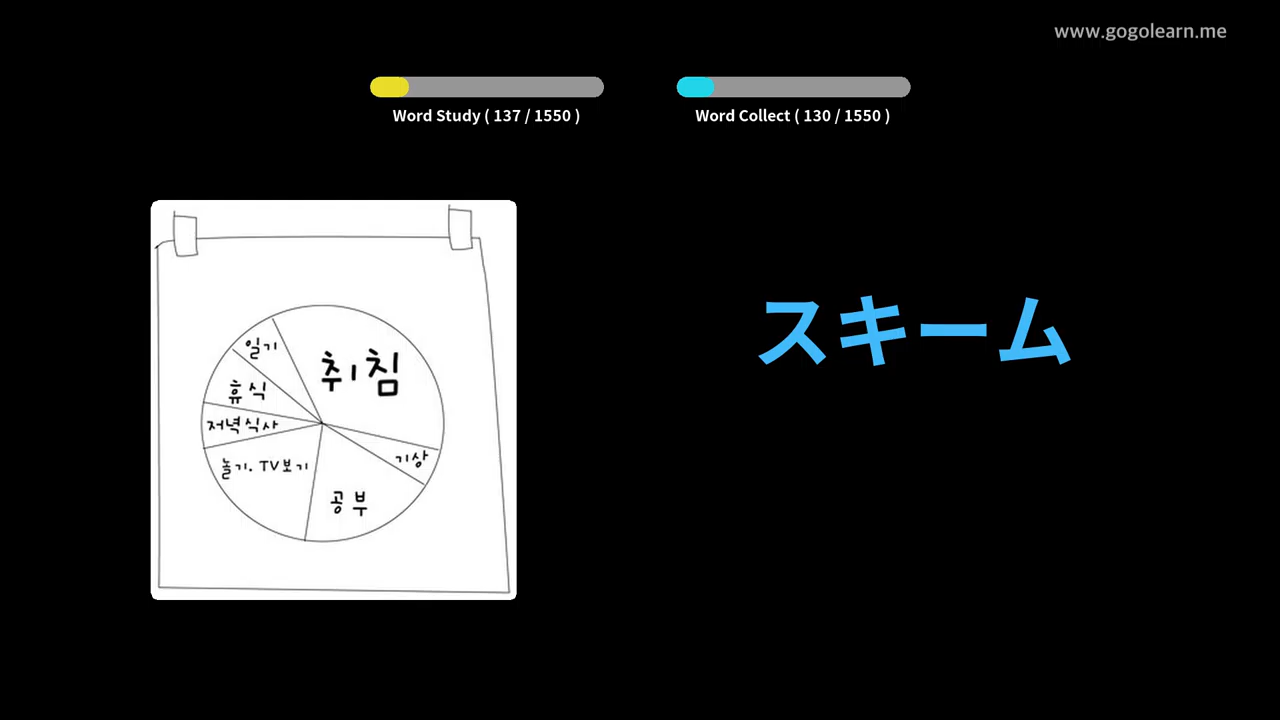 www.gogolearn.me
Word Study ( 137 / 1550 )
Word Collect ( 130 / 1550 )
スキーム
일기
취침
휴식
저녁식사
놀기. TV보기
기상
공부